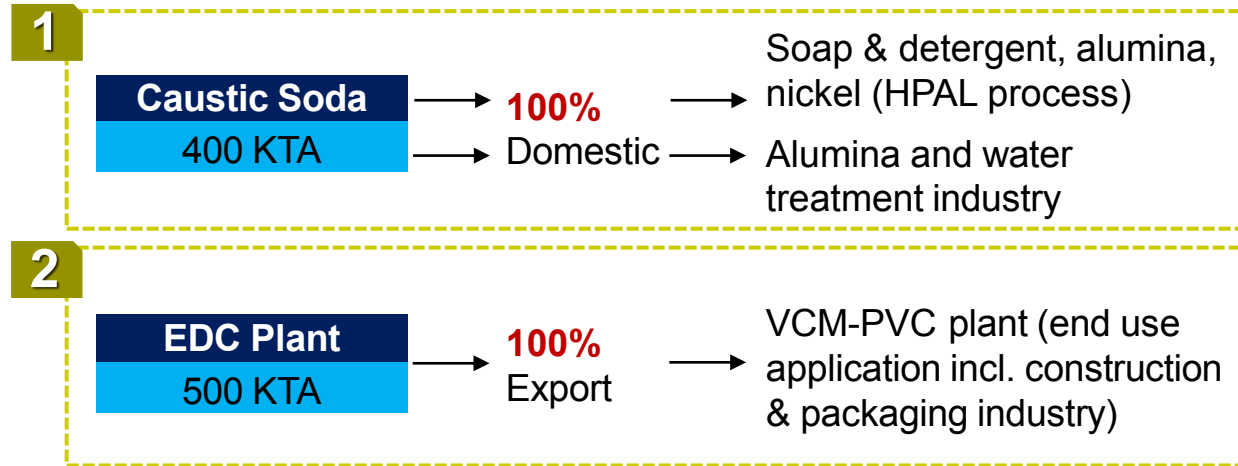 1
Caustic Soda
400 KTA
100%
Domestic
Soap & detergent, alumina,
nickel (HPAL process)
Alumina and water
treatment industry
2
EDC Plant
500 KTA
100%
Export
VCM-PVC plant (end use
application incl. construction
& packaging industry)